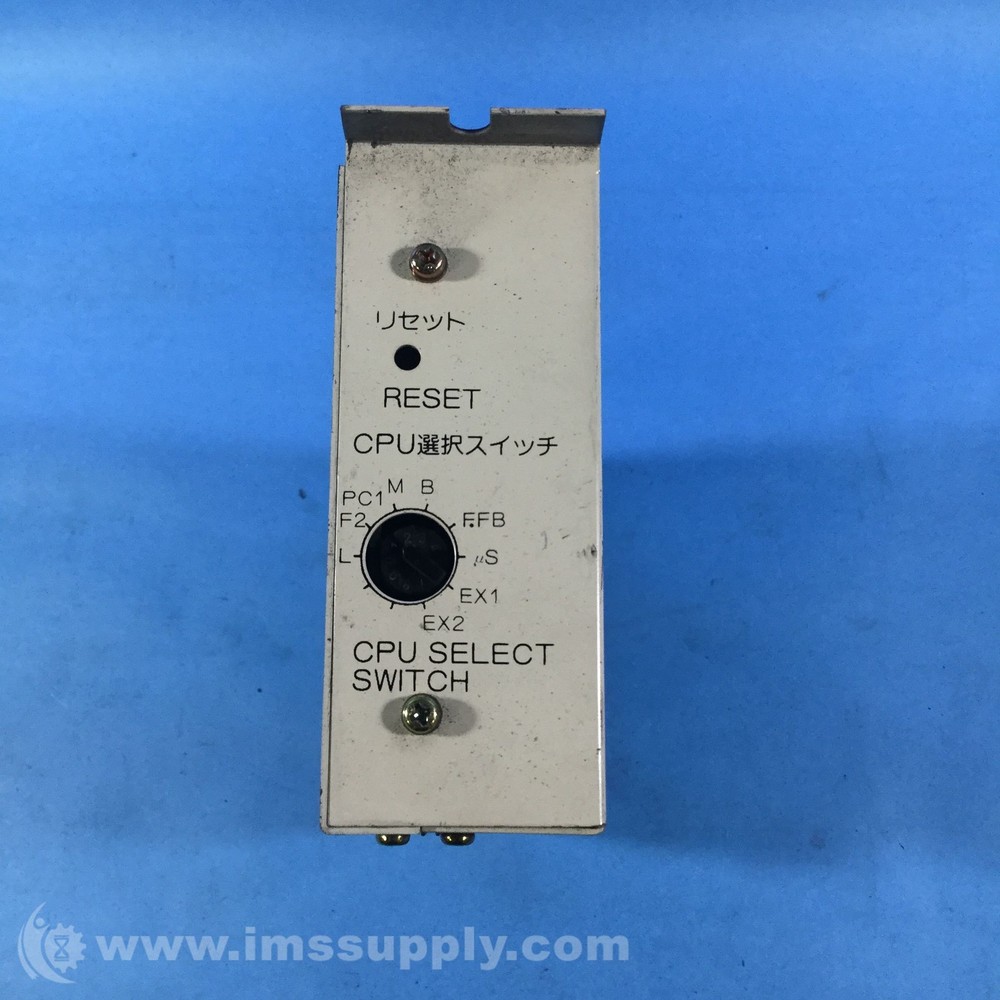 リセット
RESET
CPU選択スイッチ
M B
PC1
F2 F.FB
L μS
EX1
EX2
CPU SELECT
SWITCH
www.imssupply.com